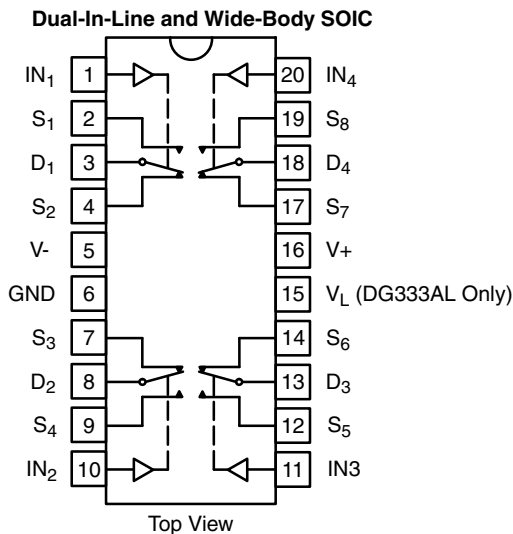 Dual-In-Line and Wide-Body SOIC
IN₁ 1 20 IN₄
S₁ 2 19 S₈
D₁ 3 18 D₄
S₂ 4 17 S₇
V- 5 16 V+
GND 6 15 V_L (DG333AL Only)
S₃ 7 14 S₆
D₂ 8 13 D₃
S₄ 9 12 S₅
IN₂ 10 11 IN3
Top View